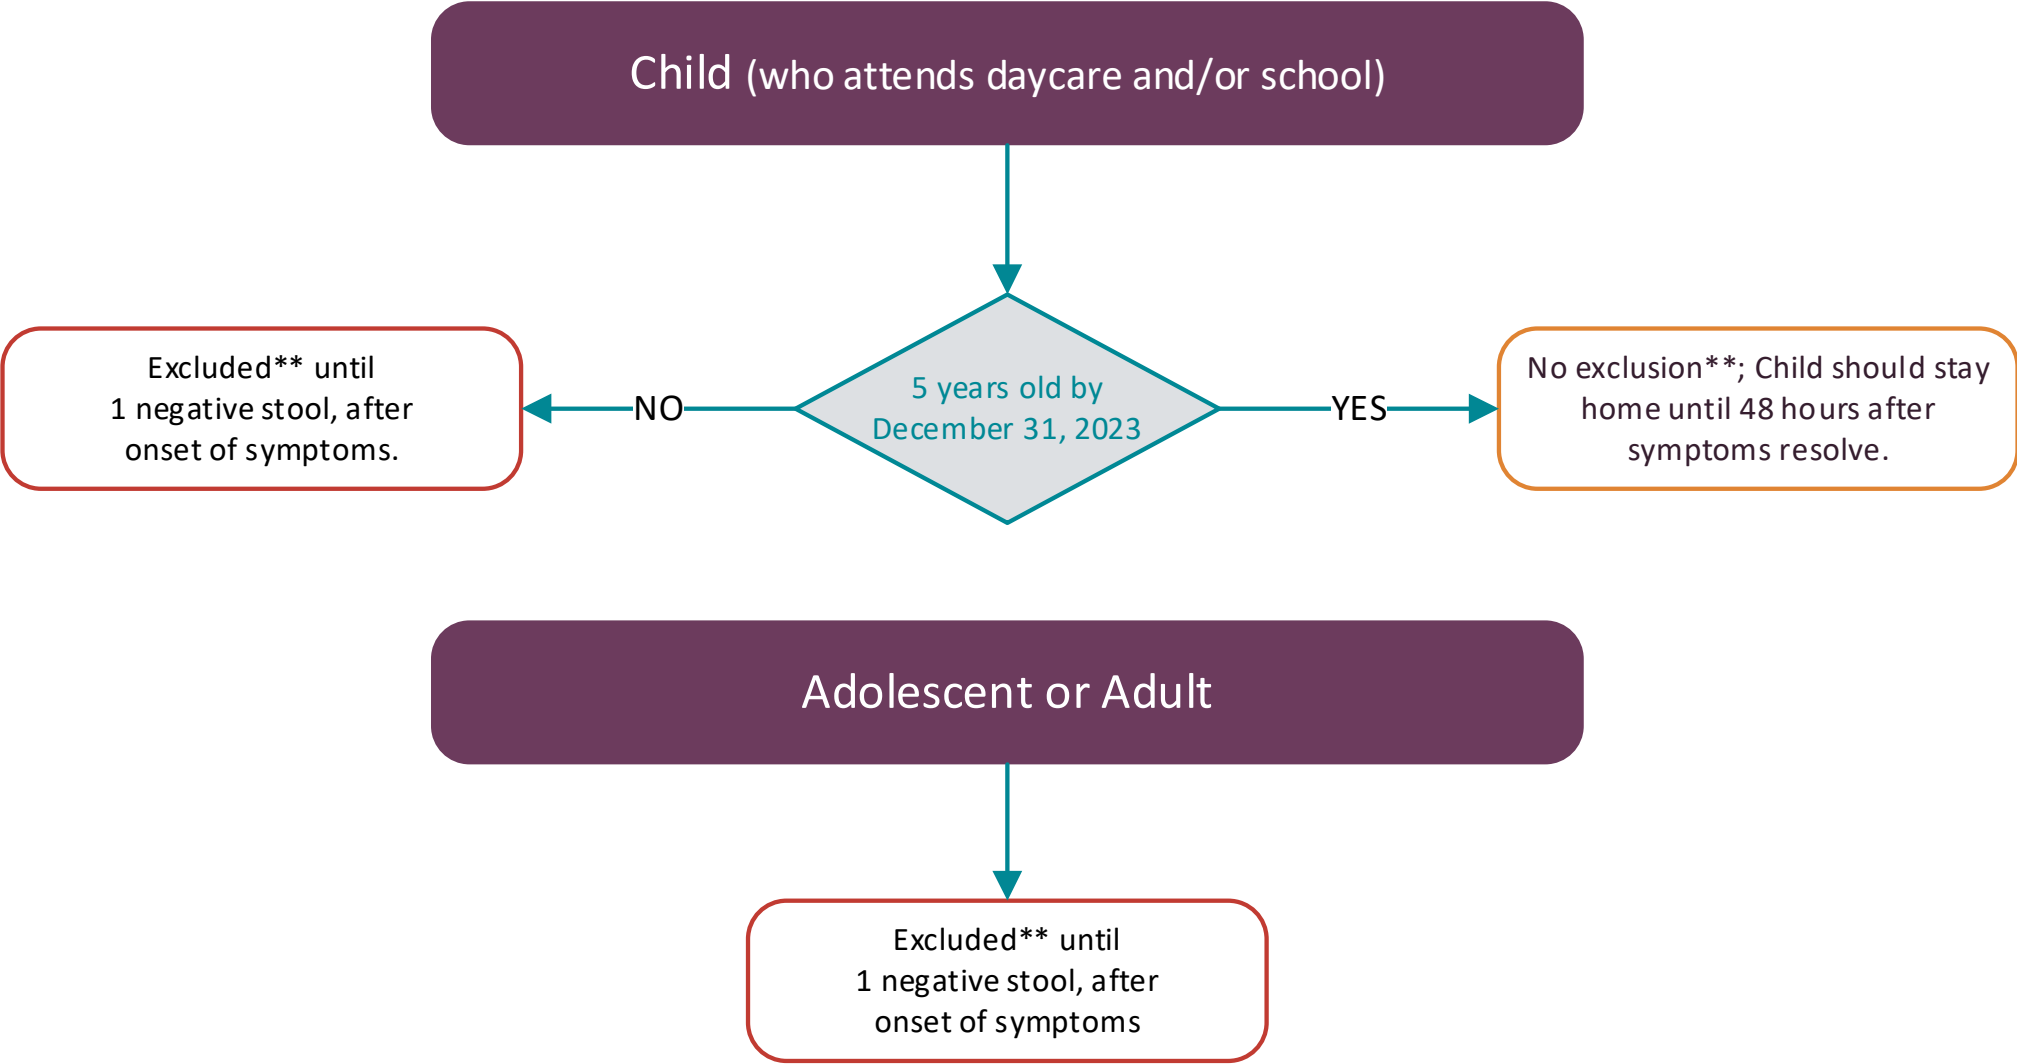 Child (who attends daycare and/or school)
Excluded** until
1 negative stool, after
onset of symptoms.
NO
5 years old by
December 31, 2023
YES
No exclusion**; Child should stay
home until 48 hours after
symptoms resolve.
Adolescent or Adult
Excluded** until
1 negative stool, after
onset of symptoms